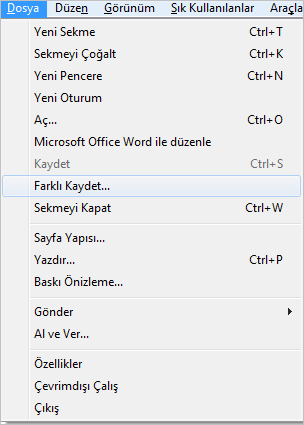 Dosya Düzen Görünüm Sık Kullanılanlar Araçla
Yeni Sekme Ctrl+T
Sekmeyi Çoğalt Ctrl+K
Yeni Pencere Ctrl+N
Yeni Oturum
Aç... Ctrl+O
Microsoft Office Word ile düzenle
Kaydet Ctrl+S
Farklı Kaydet...
Sekmeyi Kapat Ctrl+W
Sayfa Yapısı...
Yazdır... Ctrl+P
Baskı Önizleme...
Gönder
Al ve Ver...
Özellikler
Çevrimdışı Çalış
Çıkış